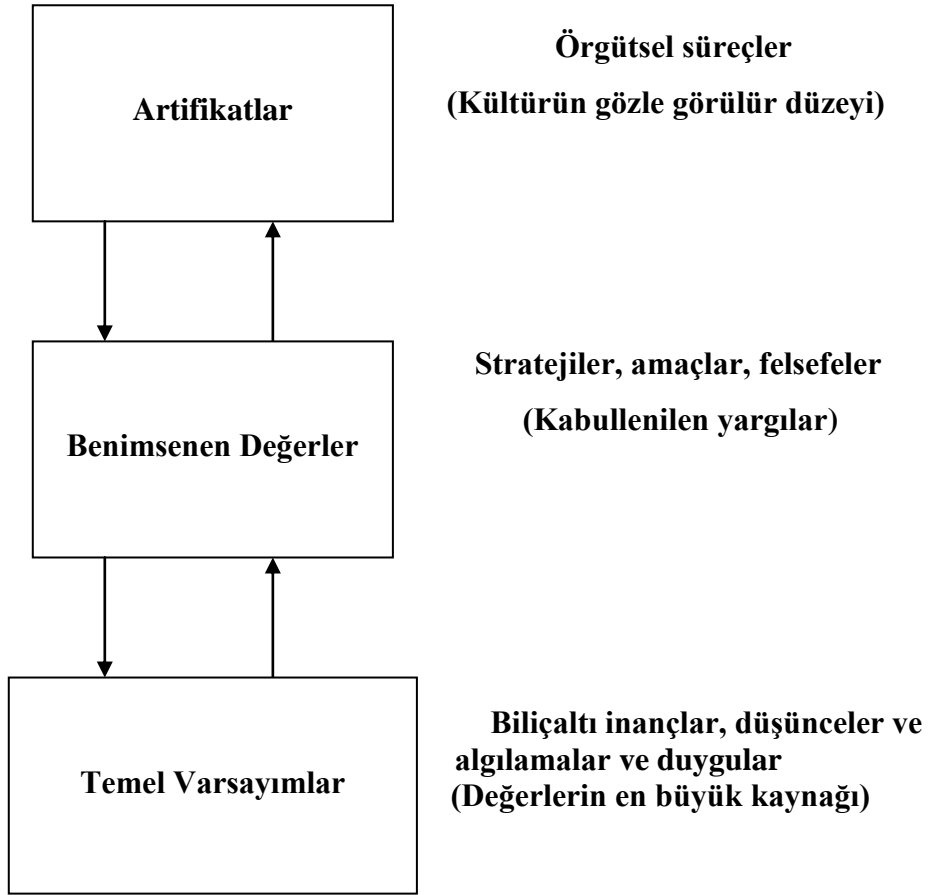 Artifikatlar
Örgütsel süreçler
(Kültürün gözle görülür düzeyi)
Benimsenen Değerler
Stratejiler, amaçlar, felsefeler
(Kabullenilen yargılar)
Temel Varsayımlar
Biliçaltı inançlar, düşünceler ve
algılamalar ve duygular
(Değerlerin en büyük kaynağı)